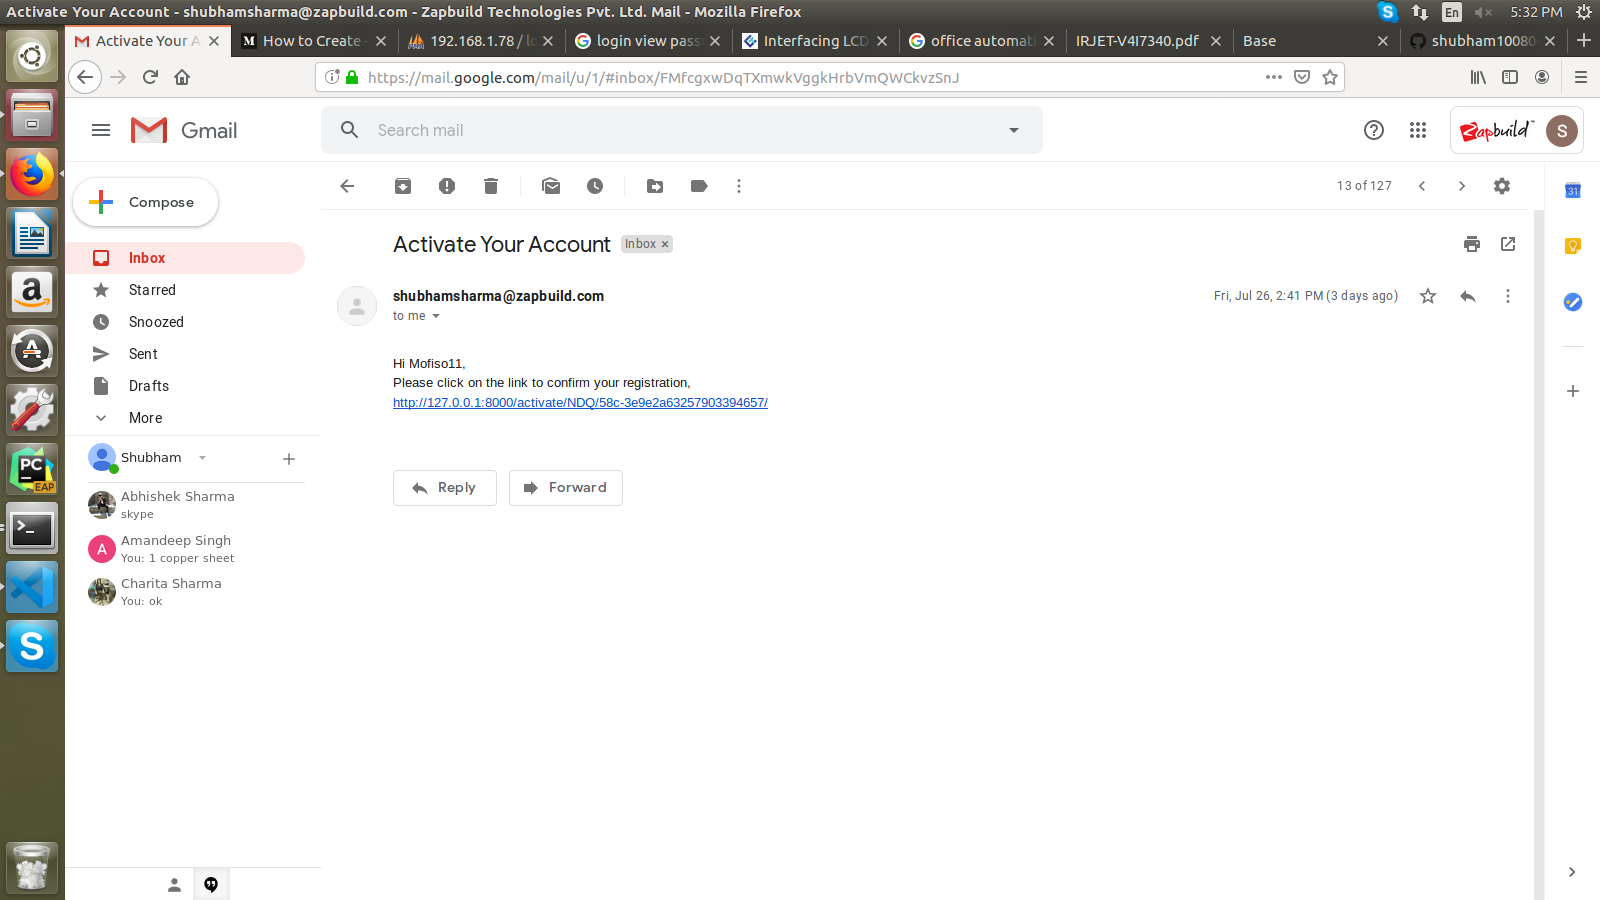 Activate Your Account - shubhamsharma@zapbuild.com - Zapbuild Technologies Pvt. Ltd. Mail - Mozilla Firefox
En
5:32 PM
Activate Your A
How to Create
192.168.1.78 / lo
login view pass
Interfacing LCD
office automat
IRJET-V4I7340.pdf
Base
shubham10080
https://mail.google.com/mail/u/1/#inbox/FMfcgxwDqTXmwkVggkHrbVmQWCkvzSnJ
Gmail
Search mail
Zapbuild
S
Compose
13 of 127
31
Inbox
Starred
Snoozed
Sent
Drafts
More
Activate Your Account
Inbox
shubhamsharma@zapbuild.com
to me
Fri, Jul 26, 2:41 PM (3 days ago)
Hi Mofiso11,
Please click on the link to confirm your registration,
http://127.0.0.1:8000/activate/NDQ/58c-3e9e2a63257903394657/
Reply
Forward
Shubham
Abhishek Sharma
skype
A
Amandeep Singh
You: 1 copper sheet
Charita Sharma
You: ok
PC
EAP